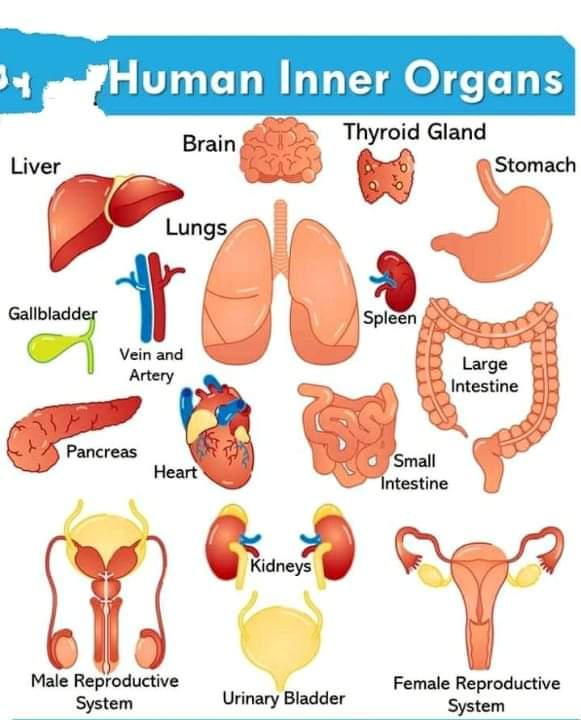 Human Inner Organs
Brain
Thyroid Gland
Liver
Stomach
Lungs
Gallbladder
Spleen
Vein and
Artery
Large
Intestine
Pancreas
Heart
Small
Intestine
Kidneys
Male Reproductive
System
Urinary Bladder
Female Reproductive
System